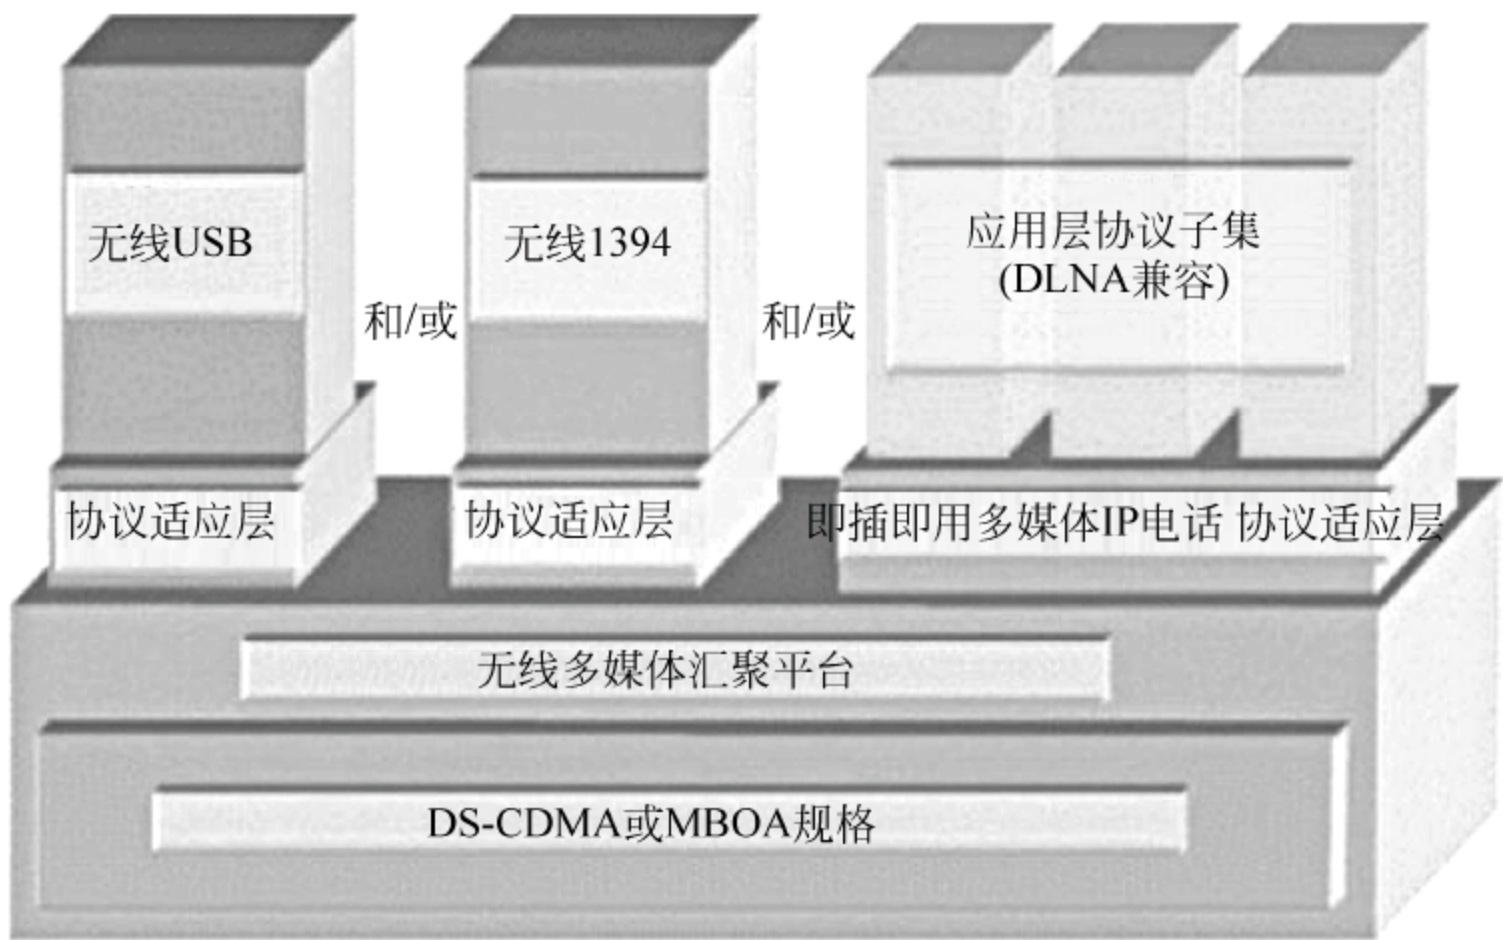 无线USB
和/或
无线1394
和/或
应用层协议子集
(DLNA兼容)
协议适应层
协议适应层
即插即用多媒体IP电话 协议适应层
无线多媒体汇聚平台
DS-CDMA或MBOA规格